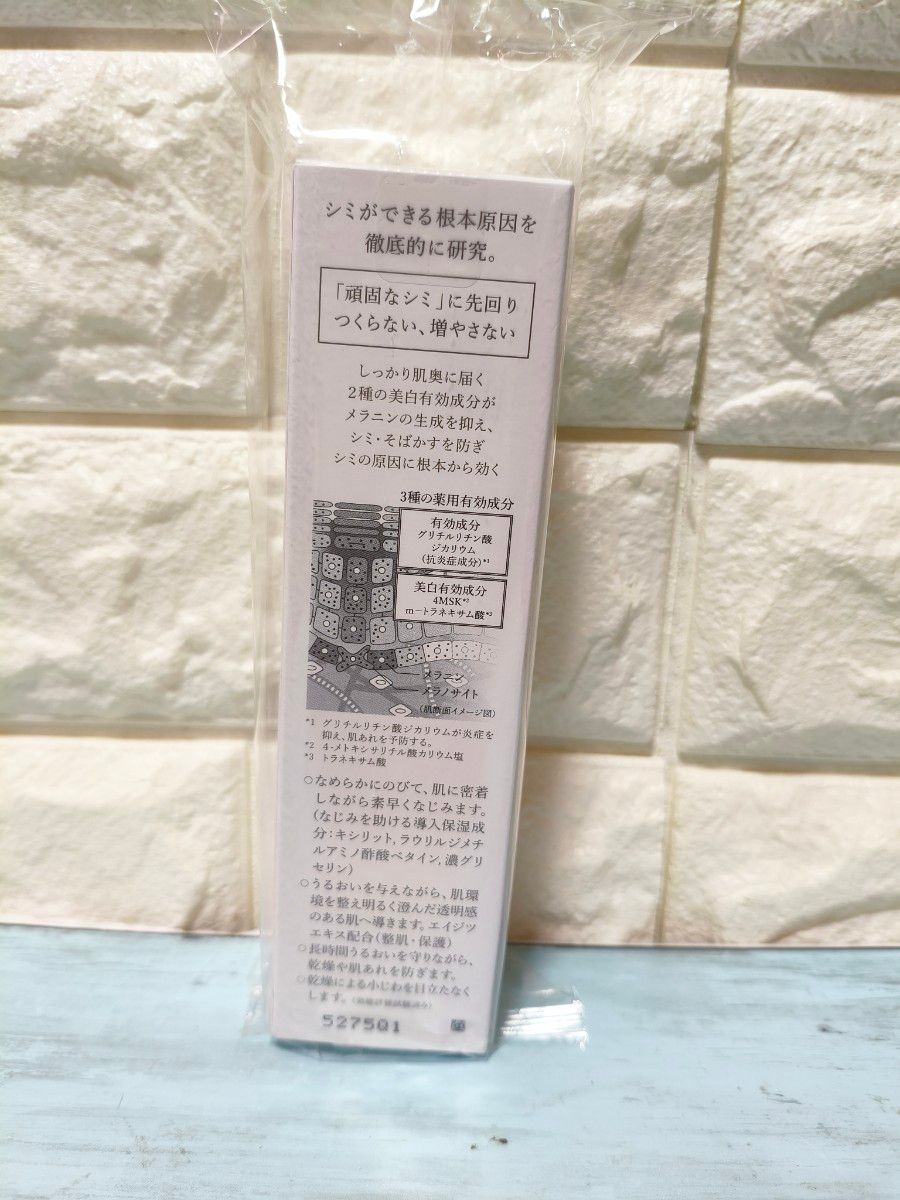 シミができる根本原因を
徹底的に研究。
「頑固なシミ」に先回り
つくらない、増やさない
しっかり肌奥に届く
2種の美白有効成分が
メラニンの生成を抑え、
シミ・そばかすを防ぎ
シミの原因に根本から効く
3種の薬用有効成分
有効成分
グリチルリチン酸
ジカリウム
(抗炎症成分)*1
美白有効成分
4MSK*2
m-トラネキサム酸*3
メラニン
メラノサイト
(肌断面イメージ図)
*1 グリチルリチン酸ジカリウムが炎症を
抑え、肌あれを予防する。
*2 4-メトキシサリチル酸カリウム塩
*3 トラネキサム酸
○なめらかにのびて、肌に密着
しながら素早くなじみます。
(なじみを助ける導入保湿成
分:キシリット,ラウリルジメチ
ルアミノ酢酸ベタイン,濃グリ
セリン)
○うるおいを与えながら、肌環
境を整え明るく澄んだ透明感
のある肌へ導きます。エイジツ
エキス配合(整肌・保護)
○長時間うるおいを守りながら、
乾燥や肌あれを防ぎます。
○乾燥による小じわを目立たなく
します。(効能評価試験済み)
5275Q1